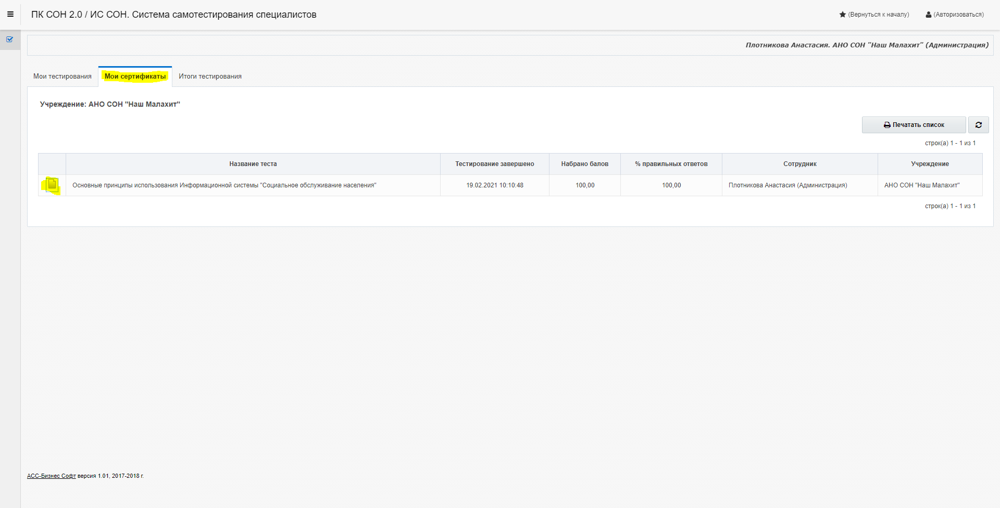 ПК СОН 2.0 / ИС СОН. Система самотестирования специалистов
(Вернуться к началу)
(Авторизоваться)
Плотникова Анастасия. АНО СОН "Наш Малахит" (Администрация)
Мои тестирования
Мои сертификаты
Итоги тестирования
Учреждение: АНО СОН "Наш Малахит"
Печатать список
строк(а) 1 - 1 из 1
Название теста
Тестирование завершено
Набрано балов
% правильных ответов
Сотрудник
Учреждение
Основные принципы использования Информационной системы "Социальное обслуживание населения"
19.02.2021 10:10:48
100,00
100,00
Плотникова Анастасия (Администрация)
АНО СОН "Наш Малахит"
строк(а) 1 - 1 из 1
АСС-Бизнес Софт версия 1.01, 2017-2018 г.